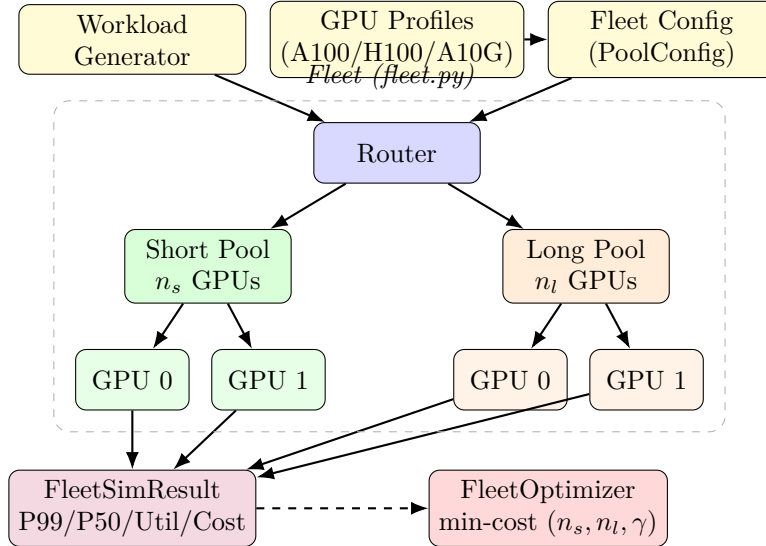 Workload
Generator
GPU Profiles
(A100/H100/A10G)
Fleet Config
(PoolConfig)
Fleet (fleet.py)
Router
Short Pool
n_s GPUs
Long Pool
n_l GPUs
GPU 0
GPU 1
GPU 0
GPU 1
FleetSimResult
P99/P50/Util/Cost
FleetOptimizer
min-cost (n_s, n_l, γ)